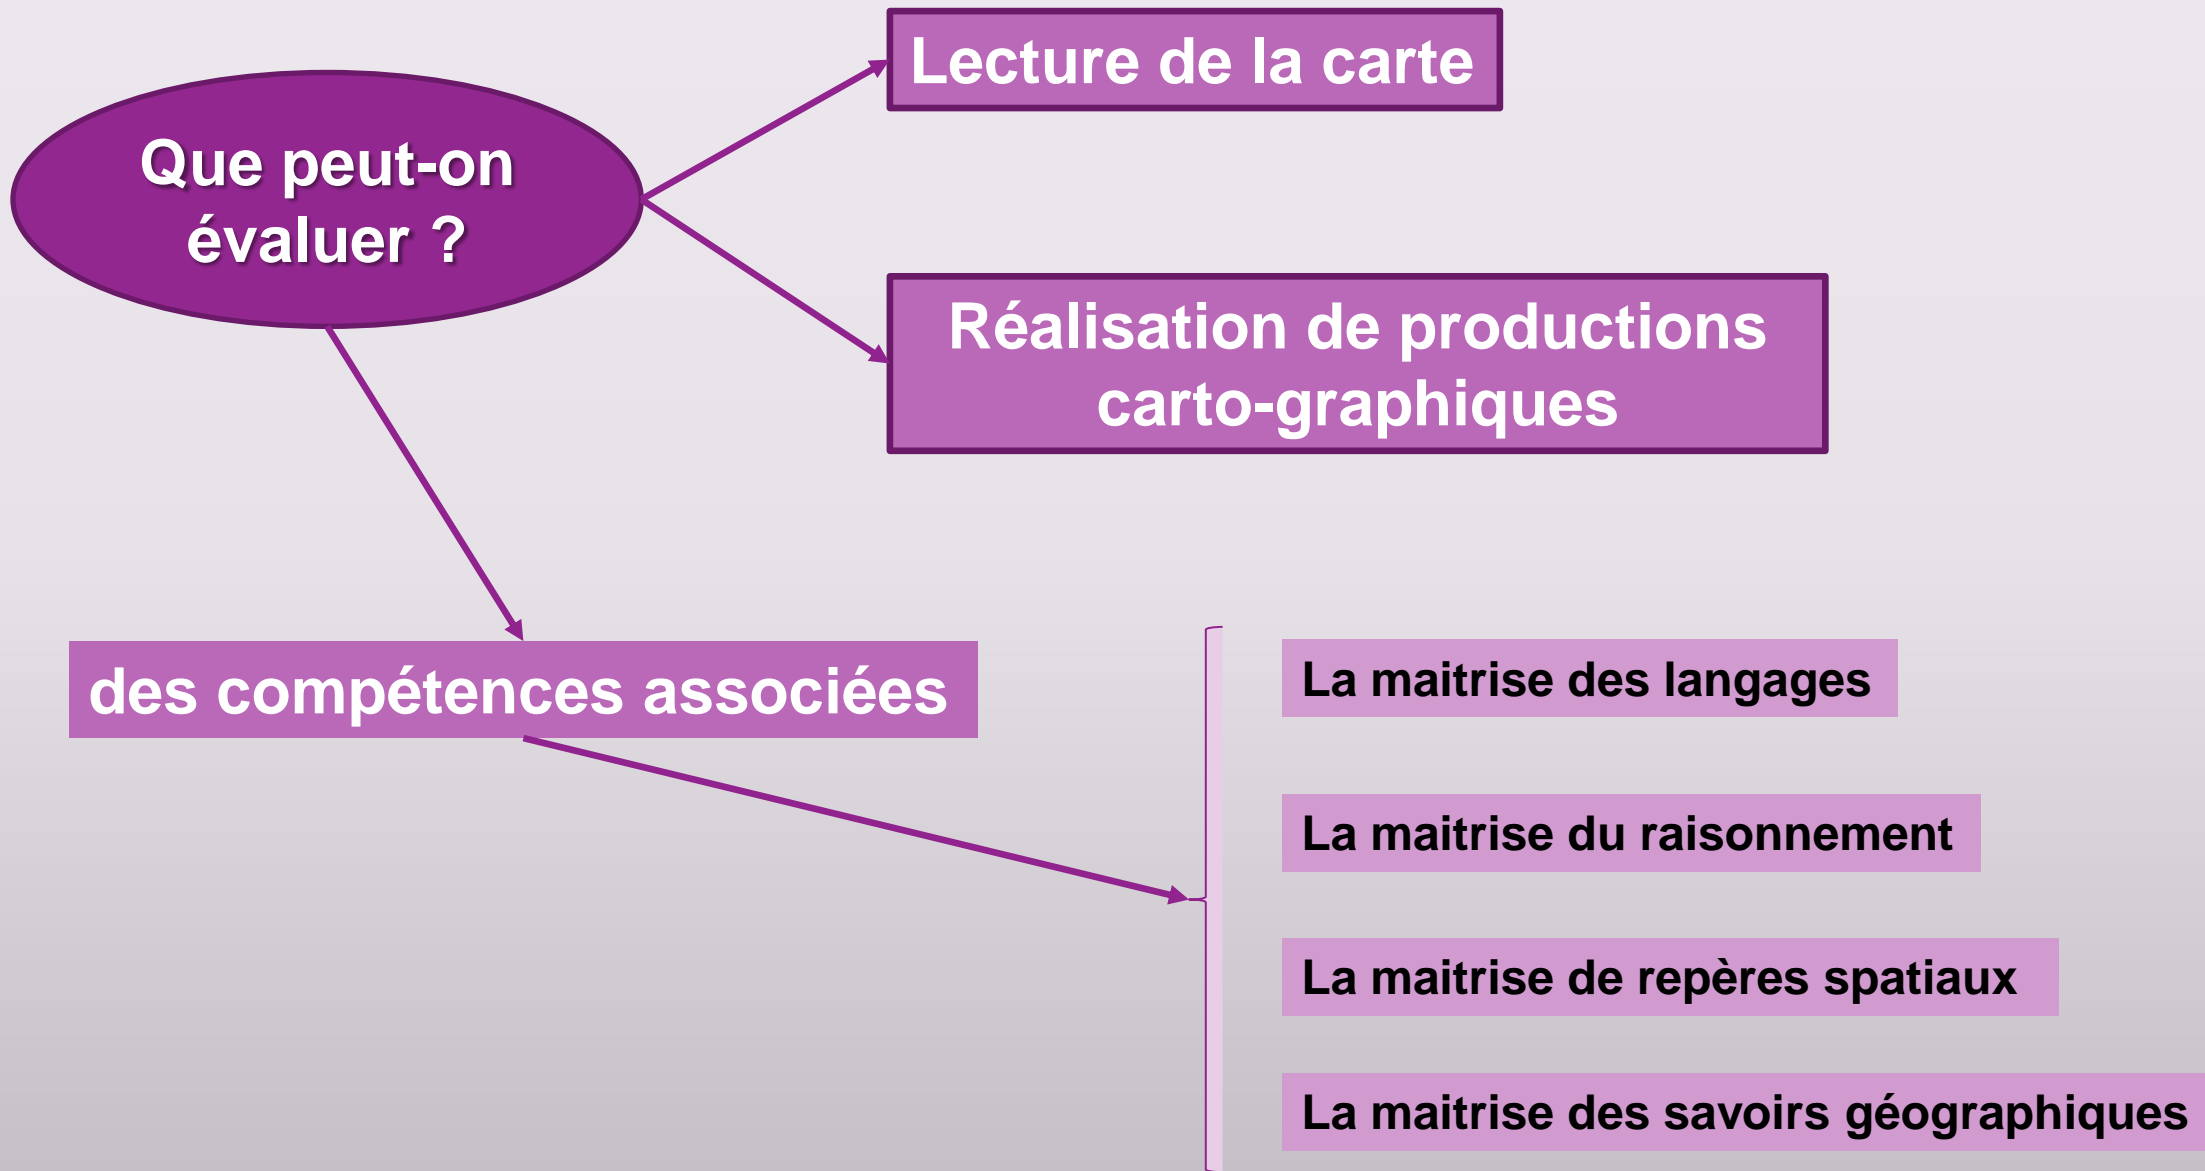 Que peut-on
évaluer ?
Lecture de la carte
Réalisation de productions
carto-graphiques
des compétences associées
La maitrise des langages
La maitrise du raisonnement
La maitrise de repères spatiaux
La maitrise des savoirs géographiques